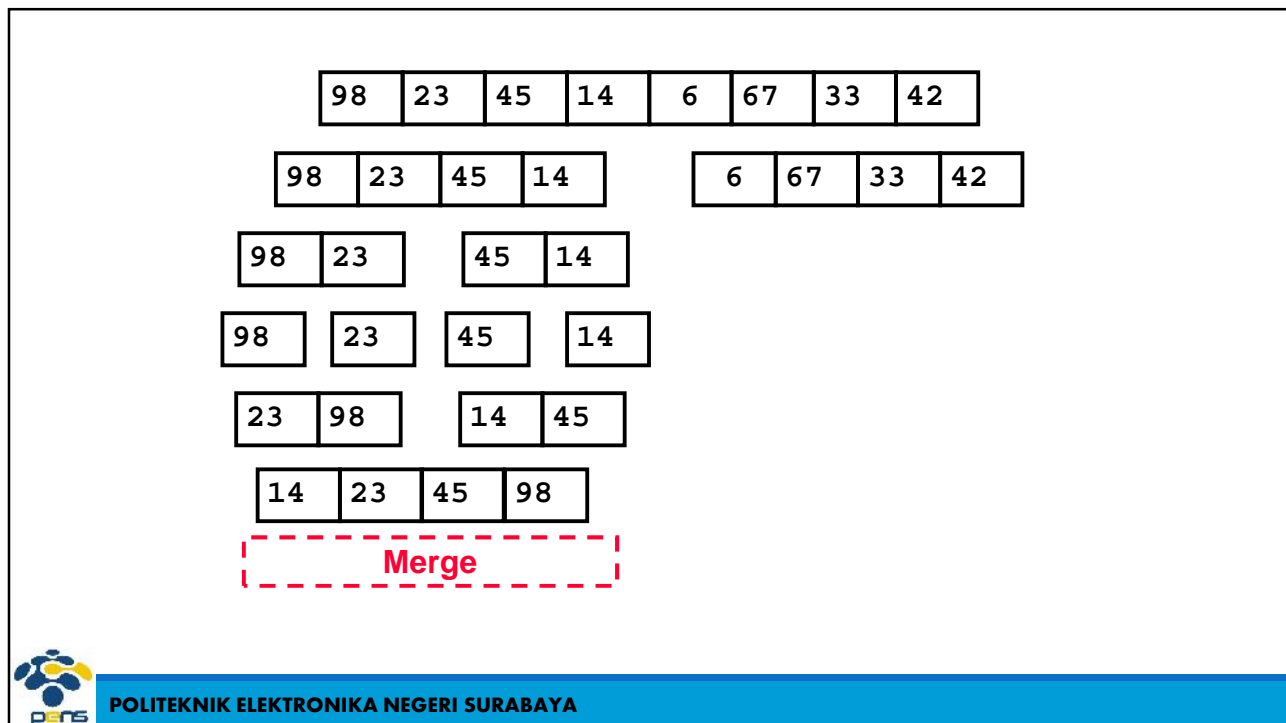 98 23 45 14 6 67 33 42
98 23 45 14 6 67 33 42
98 23 45 14
98 23 45 14
23 98 14 45
14 23 45 98
Merge
POLITEKNIK ELEKTRONIKA NEGERI SURABAYA
pens